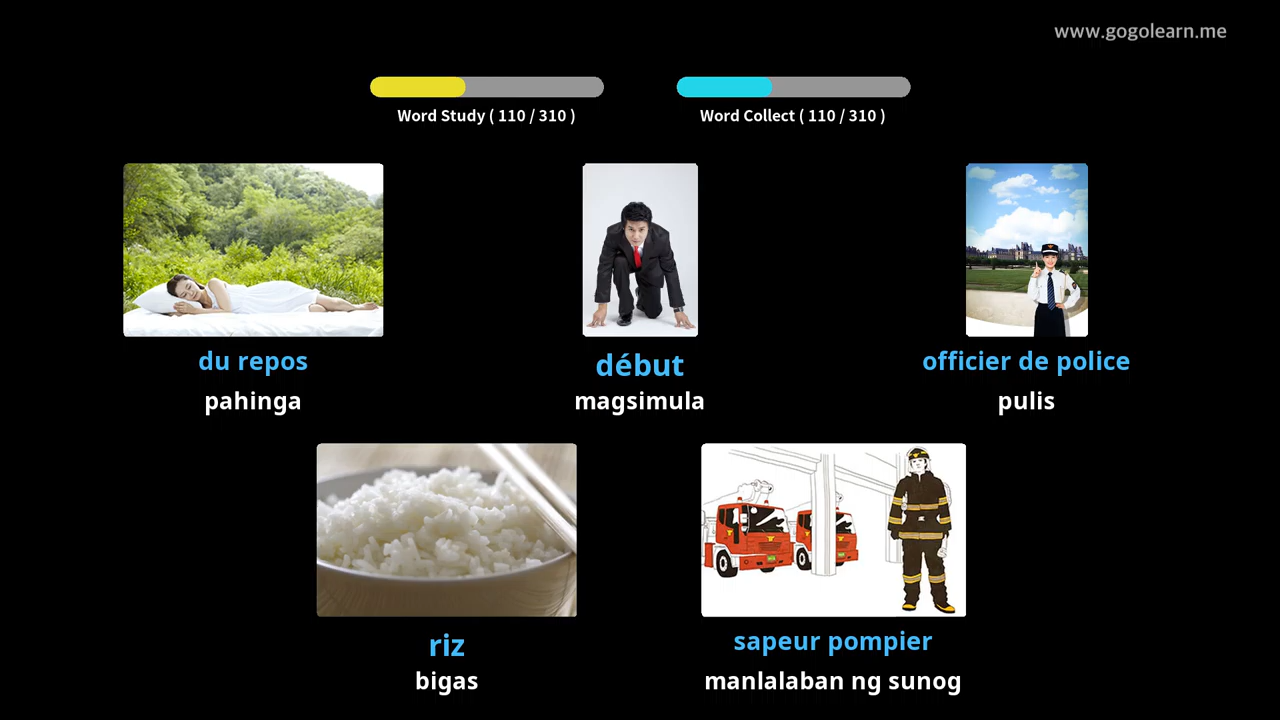 www.gogolearn.me
Word Study ( 110 / 310 )
Word Collect ( 110 / 310 )
du repos
pahinga
début
magsimula
officier de police
pulis
riz
bigas
sapeur pompier
manlalaban ng sunog